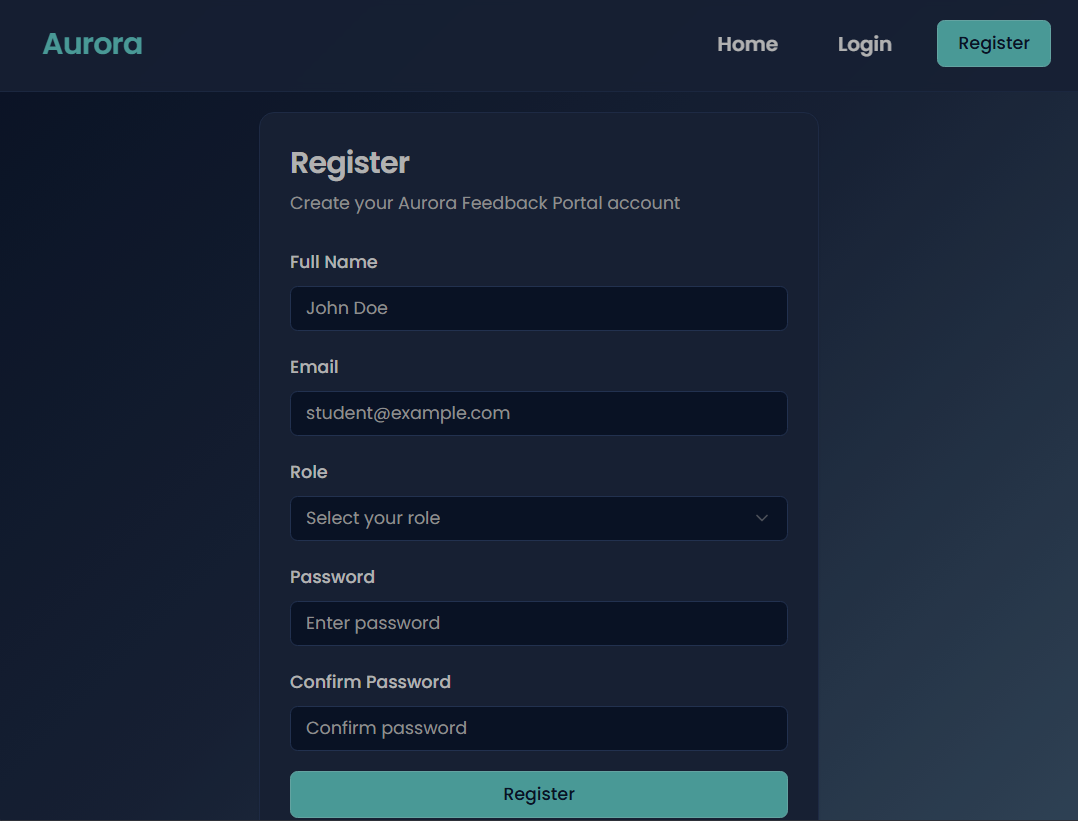 Aurora
Home
Login
Register
Register
Create your Aurora Feedback Portal account
Full Name
John Doe
Email
student@example.com
Role
Select your role
Password
Enter password
Confirm Password
Confirm password
Register